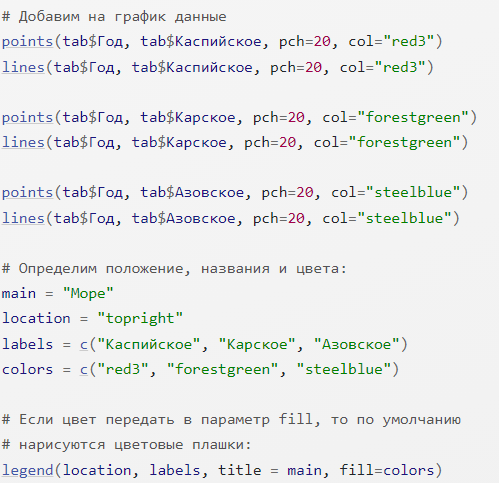 # Добавим на график данные
points(tab$Год, tab$Каспийское, pch=20, col="red3")
lines(tab$Год, tab$Каспийское, pch=20, col="red3")
points(tab$Год, tab$Карское, pch=20, col="forestgreen")
lines(tab$Год, tab$Карское, pch=20, col="forestgreen")
points(tab$Год, tab$Азовское, pch=20, col="steelblue")
lines(tab$Год, tab$Азовское, pch=20, col="steelblue")
# Определим положение, названия и цвета:
main = "Море"
location = "topright"
labels = c("Каспийское", "Карское", "Азовское")
colors = c("red3", "forestgreen", "steelblue")
# Если цвет передать в параметр fill, то по умолчанию
# нарисуются цветовые плашки:
legend(location, labels, title = main, fill=colors)